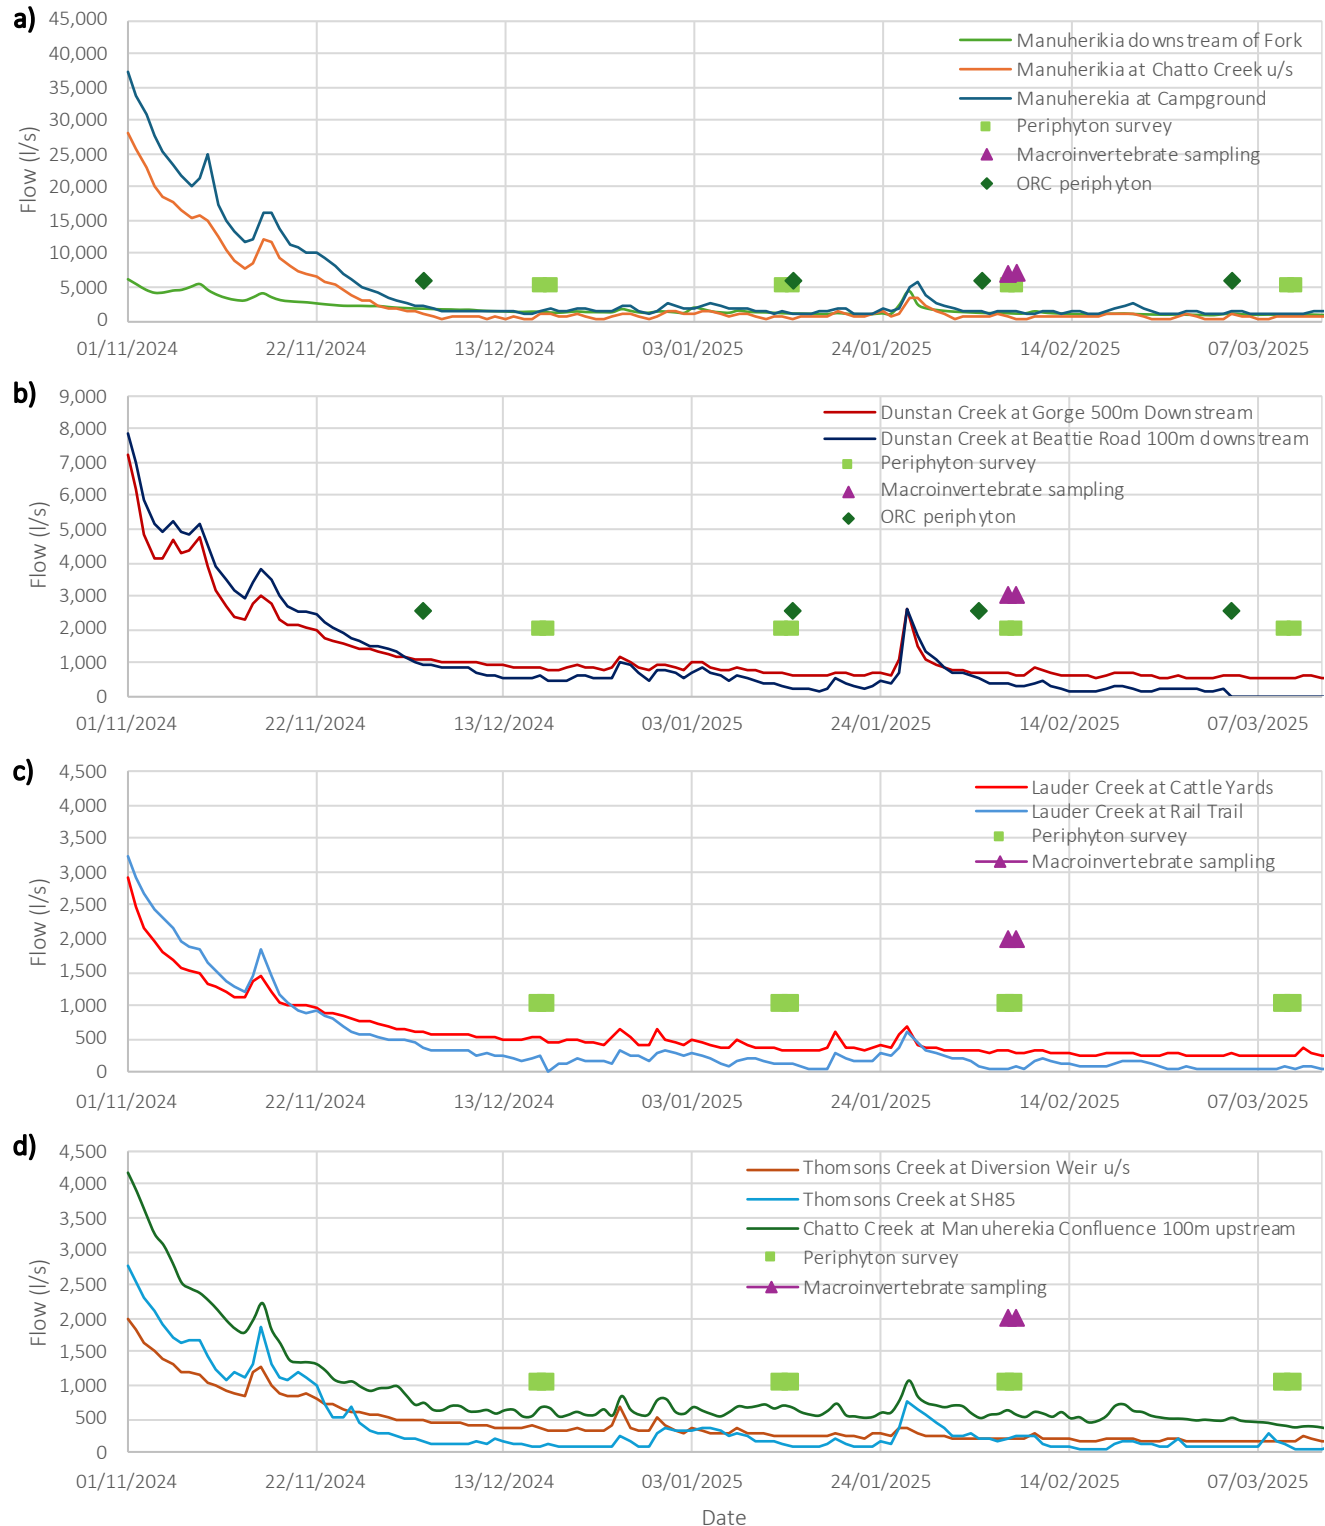 a)
45,000
40,000
35,000
30,000
25,000
20,000
15,000
10,000
5,000
0
Flow (l/s)
Manuherikia downstream of Fork
Manuherikia at Chatto Creek u/s
Manuherekia at Campground
Periphyton survey
Macroinvertebrate sampling
ORC periphyton
01/11/2024 22/11/2024 13/12/2024 03/01/2025 24/01/2025 14/02/2025 07/03/2025
b)
9,000
8,000
7,000
6,000
5,000
4,000
3,000
2,000
1,000
0
Flow (l/s)
Dunstan Creek at Gorge 500m Downstream
Dunstan Creek at Beattie Road 100m downstream
Periphyton survey
Macroinvertebrate sampling
ORC periphyton
01/11/2024 22/11/2024 13/12/2024 03/01/2025 24/01/2025 14/02/2025 07/03/2025
c)
4,500
4,000
3,500
3,000
2,500
2,000
1,500
1,000
500
0
Flow (l/s)
Lauder Creek at Cattle Yards
Lauder Creek at Rail Trail
Periphyton survey
Macroinvertebrate sampling
01/11/2024 22/11/2024 13/12/2024 03/01/2025 24/01/2025 14/02/2025 07/03/2025
d)
4,500
4,000
3,500
3,000
2,500
2,000
1,500
1,000
500
0
Flow (l/s)
Thomsons Creek at Diversion Weir u/s
Thomsons Creek at SH85
Chatto Creek at Manuherekia Confluence 100m upstream
Periphyton survey
Macroinvertebrate sampling
01/11/2024 22/11/2024 13/12/2024 03/01/2025 24/01/2025 14/02/2025 07/03/2025
Date